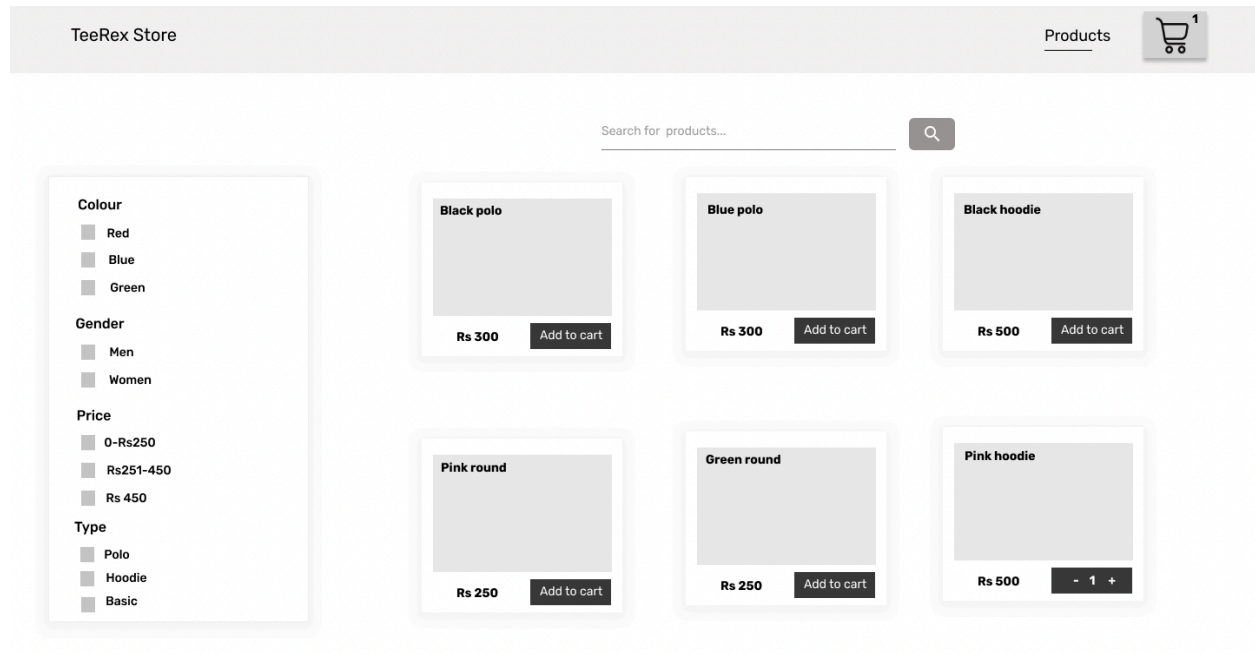 TeeRex Store
Products
1
Search for products...
Colour
Red
Blue
Green
Gender
Men
Women
Price
0-Rs250
Rs251-450
Rs 450
Type
Polo
Hoodie
Basic
Black polo
Rs 300
Add to cart
Blue polo
Rs 300
Add to cart
Black hoodie
Rs 500
Add to cart
Pink round
Rs 250
Add to cart
Green round
Rs 250
Add to cart
Pink hoodie
Rs 500
- 1 +